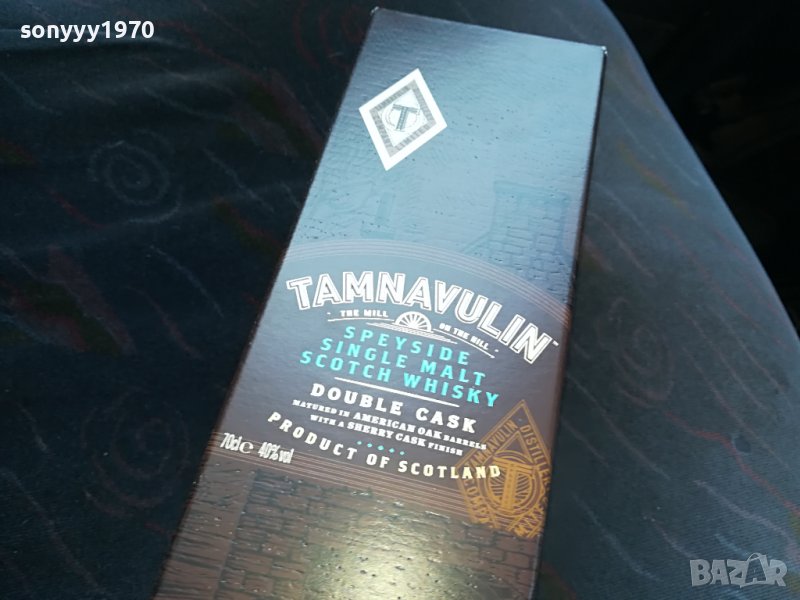 sonyyy1970
T
TAMNAVULIN
THE MILL ON THE HILL
SPEYSIDE
SINGLE MALT
SCOTCH WHISKY
DOUBLE CASK
MATURED IN AMERICAN OAK BARRELS
WITH A SHERRY CASK FINISH
PRODUCT OF SCOTLAND
70cl e 40%vol
TAMNAVULIN
T
BAZAR